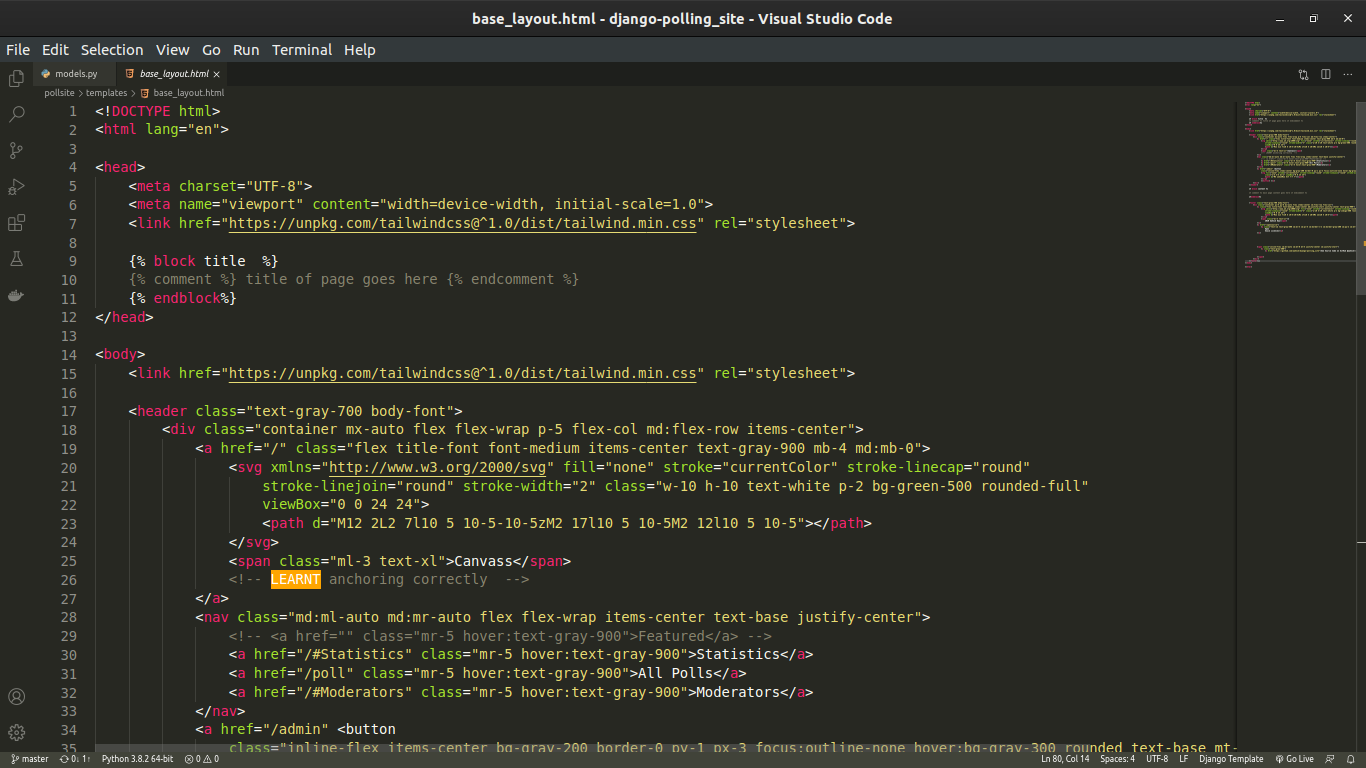 base_layout.html - django-polling_site - Visual Studio Code
File Edit Selection View Go Run Terminal Help
models.py base_layout.html ×
pollsite > templates > base_layout.html
1 <!DOCTYPE html>
2 <html lang="en">
3
4 <head>
5 <meta charset="UTF-8">
6 <meta name="viewport" content="width=device-width, initial-scale=1.0">
7 <link href="https://unpkg.com/tailwindcss@^1.0/dist/tailwind.min.css" rel="stylesheet">
8
9 {% block title  %}
10 {% comment %} title of page goes here {% endcomment %}
11 {% endblock%}
12 </head>
13
14 <body>
15 <link href="https://unpkg.com/tailwindcss@^1.0/dist/tailwind.min.css" rel="stylesheet">
16
17 <header class="text-gray-700 body-font">
18 <div class="container mx-auto flex flex-wrap p-5 flex-col md:flex-row items-center">
19 <a href="/" class="flex title-font font-medium items-center text-gray-900 mb-4 md:mb-0">
20 <svg xmlns="http://www.w3.org/2000/svg" fill="none" stroke="currentColor" stroke-linecap="round"
21 stroke-linejoin="round" stroke-width="2" class="w-10 h-10 text-white p-2 bg-green-500 rounded-full"
22 viewBox="0 0 24 24">
23 <path d="M12 2L2 7l10 5 10-5-10-5zM2 17l10 5 10-5M2 12l10 5 10-5"></path>
24 </svg>
25 <span class="ml-3 text-xl">Canvass</span>
26 <!-- LEARNT anchoring correctly  -->
27 </a>
28 <nav class="md:ml-auto md:mr-auto flex flex-wrap items-center text-base justify-center">
29 <!-- <a href="" class="mr-5 hover:text-gray-900">Featured</a> -->
30 <a href="/#Statistics" class="mr-5 hover:text-gray-900">Statistics</a>
31 <a href="/poll" class="mr-5 hover:text-gray-900">All Polls</a>
32 <a href="/#Moderators" class="mr-5 hover:text-gray-900">Moderators</a>
33 </nav>
34 <a href="/admin" <button
35 class="inline-flex items-center bg-gray-200 border-0 py-1 px-3 focus:outline-none hover:bg-gray-300 rounded text-base mt-
master 0↓ 1↑ Python 3.8.2 64-bit 0 0 Ln 80, Col 14 Spaces: 4 UTF-8 LF Django Template Go Live